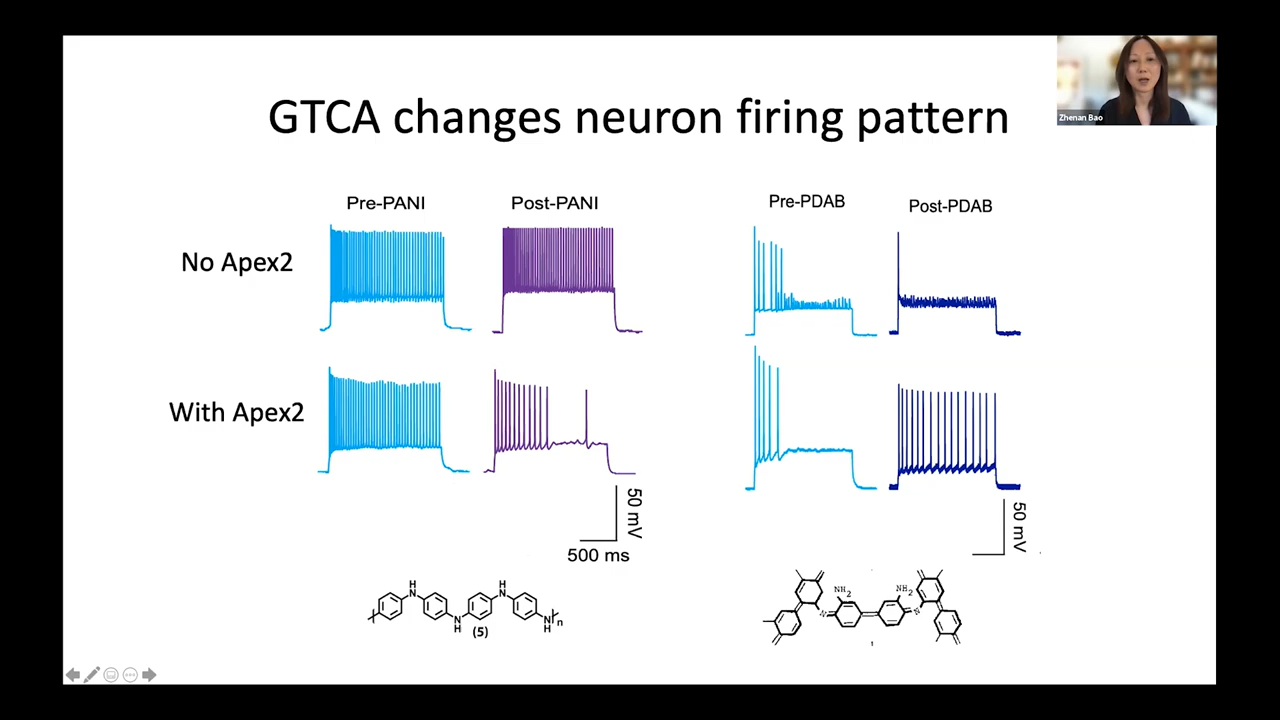 GTCA changes neuron firing pattern
Zhenan Bao
Pre-PANI
Post-PANI
Pre-PDAB
Post-PDAB
No Apex2
With Apex2
50 mV
500 ms
50 mV
H
N
H
N
N
H
N
H
n
(5)
NH2
NH2
N
N
1